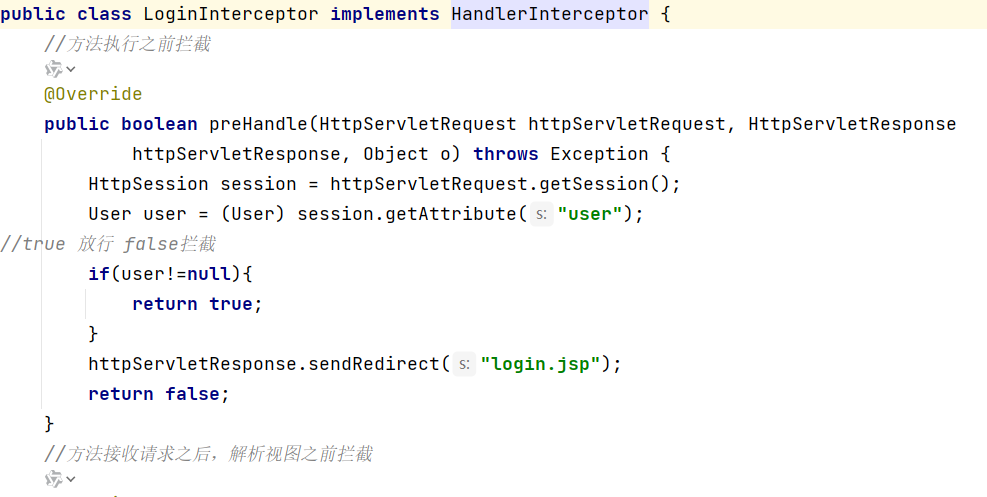 public class LoginInterceptor implements HandlerInterceptor {
//方法执行之前拦截
@Override
public boolean preHandle(HttpServletRequest httpServletRequest, HttpServletResponse
httpServletResponse, Object o) throws Exception {
HttpSession session = httpServletRequest.getSession();
User user = (User) session.getAttribute( s: "user");
//true 放行 false拦截
if(user!=null){
return true;
}
httpServletResponse.sendRedirect( s: "login.jsp");
return false;
}
//方法接收请求之后，解析视图之前拦截